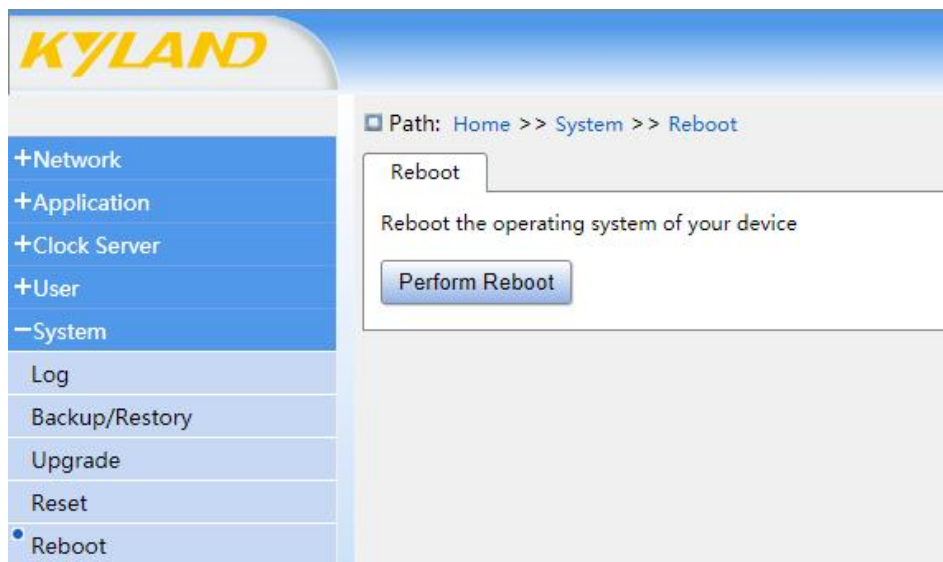 KYLAND
Path: Home >> System >> Reboot
+Network
+Application
+Clock Server
+User
−System
Log
Backup/Restory
Upgrade
Reset
Reboot
Reboot
Reboot the operating system of your device
Perform Reboot